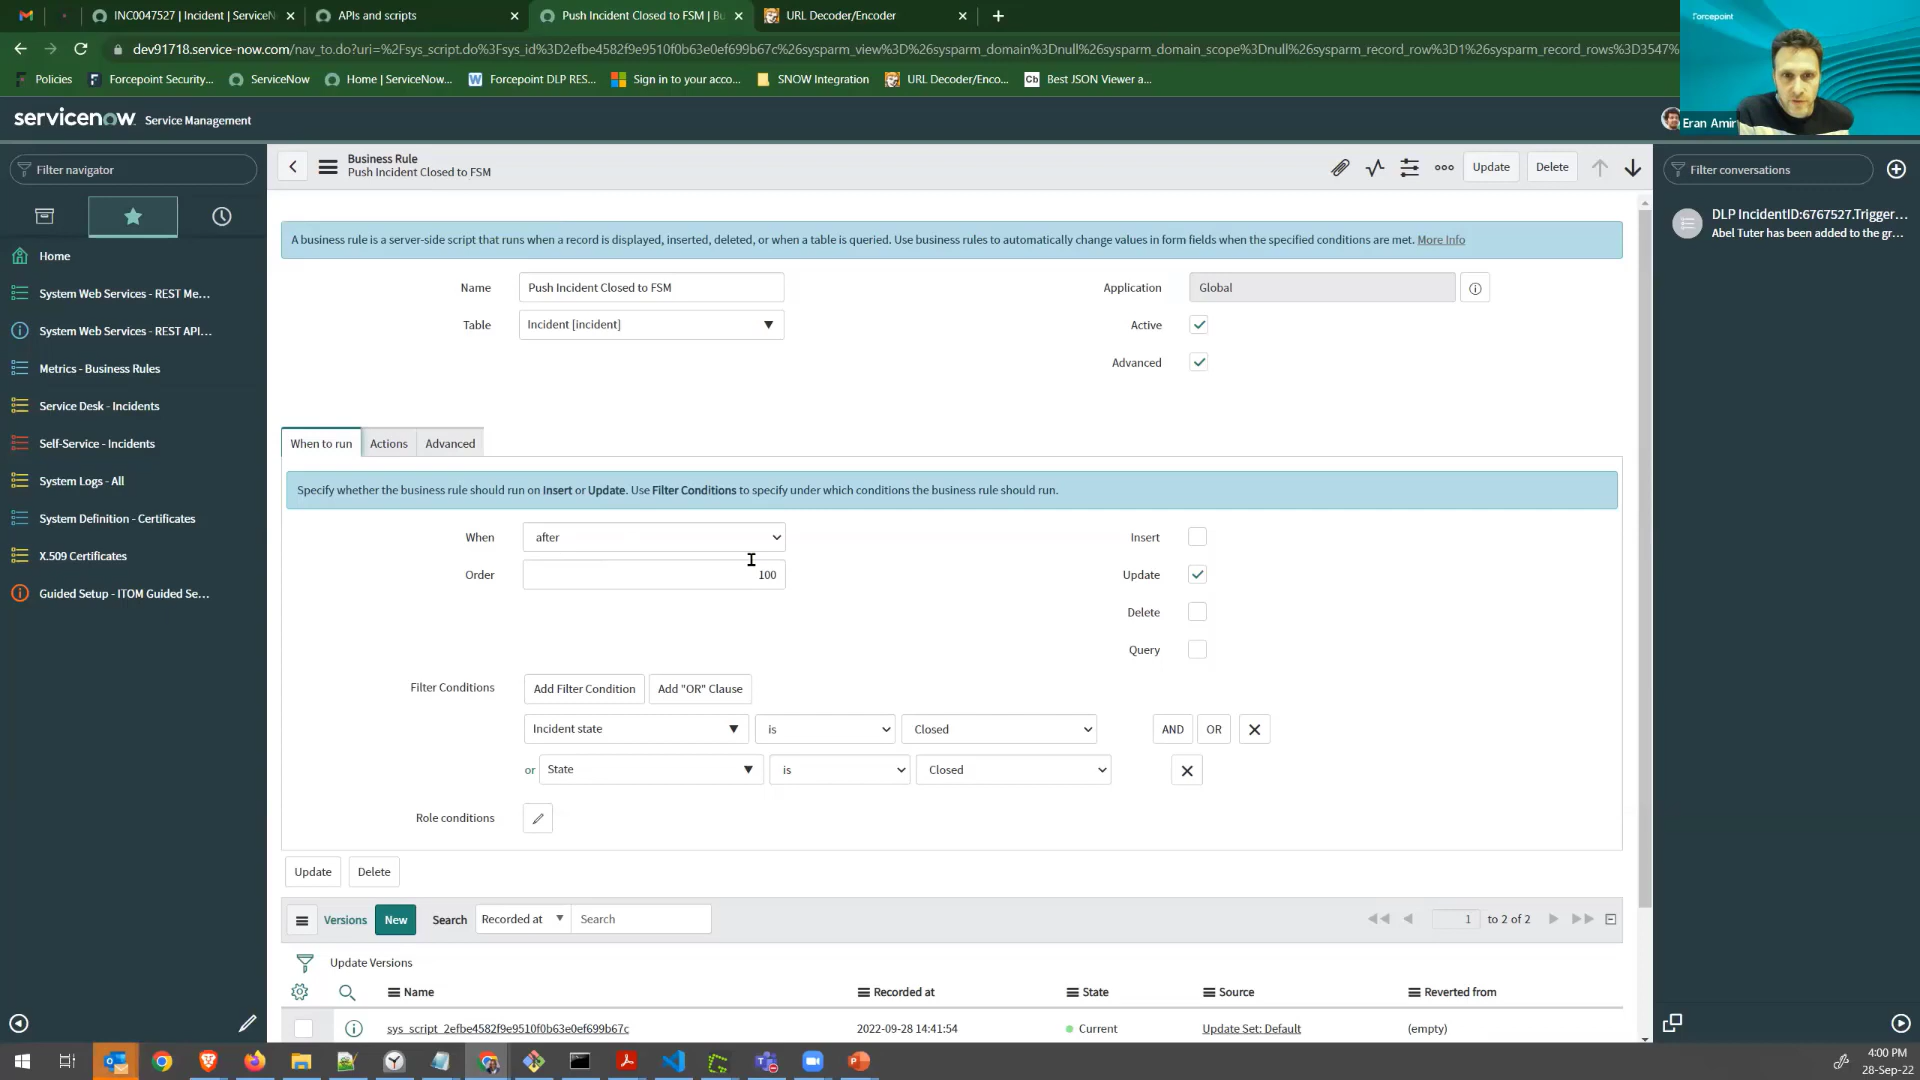 INC0047527 | Incident | ServiceN
APIs and scripts
Push Incident Closed to FSM | Bu
URL Decoder/Encoder
dev91718.service-now.com/nav_to.do?uri=%2Fsys_script.do%3Fsys_id%3D2efbe4582f9e9510f0b63e0ef699b67c%26sysparm_view%3D%26sysparm_domain%3Dnull%26sysparm_domain_scope%3Dnull%26sysparm_record_row%3D1%26sysparm_record_rows%3D3547%
Policies
Forcepoint Security...
ServiceNow
Home | ServiceNow...
Forcepoint DLP RES...
Sign in to your acco...
SNOW Integration
URL Decoder/Enco...
Best JSON Viewer a...
Forcepoint
Eran Amir
servicenow Service Management
Filter navigator
Home
System Web Services - REST Me...
System Web Services - REST API...
Metrics - Business Rules
Service Desk - Incidents
Self-Service - Incidents
System Logs - All
System Definition - Certificates
X.509 Certificates
Guided Setup - ITOM Guided Se...
Business Rule
Push Incident Closed to FSM
Update
Delete
A business rule is a server-side script that runs when a record is displayed, inserted, deleted, or when a table is queried. Use business rules to automatically change values in form fields when the specified conditions are met. More Info
Name
Push Incident Closed to FSM
Application
Global
Table
Incident [incident]
Active
Advanced
When to run
Actions
Advanced
Specify whether the business rule should run on Insert or Update. Use Filter Conditions to specify under which conditions the business rule should run.
When
after
Insert
Order
100
Update
Delete
Query
Filter Conditions
Add Filter Condition
Add "OR" Clause
Incident state
is
Closed
AND
OR
or
State
is
Closed
Role conditions
Update
Delete
Versions
New
Search
Recorded at
Search
1
to 2 of 2
Update Versions
Name
Recorded at
State
Source
Reverted from
sys_script_2efbe4582f9e9510f0b63e0ef699b67c
2022-09-28 14:41:54
Current
Update Set: Default
(empty)
Filter conversations
DLP IncidentID:6767527.Trigger...
Abel Tuter has been added to the gr...
4:00 PM
28-Sep-22